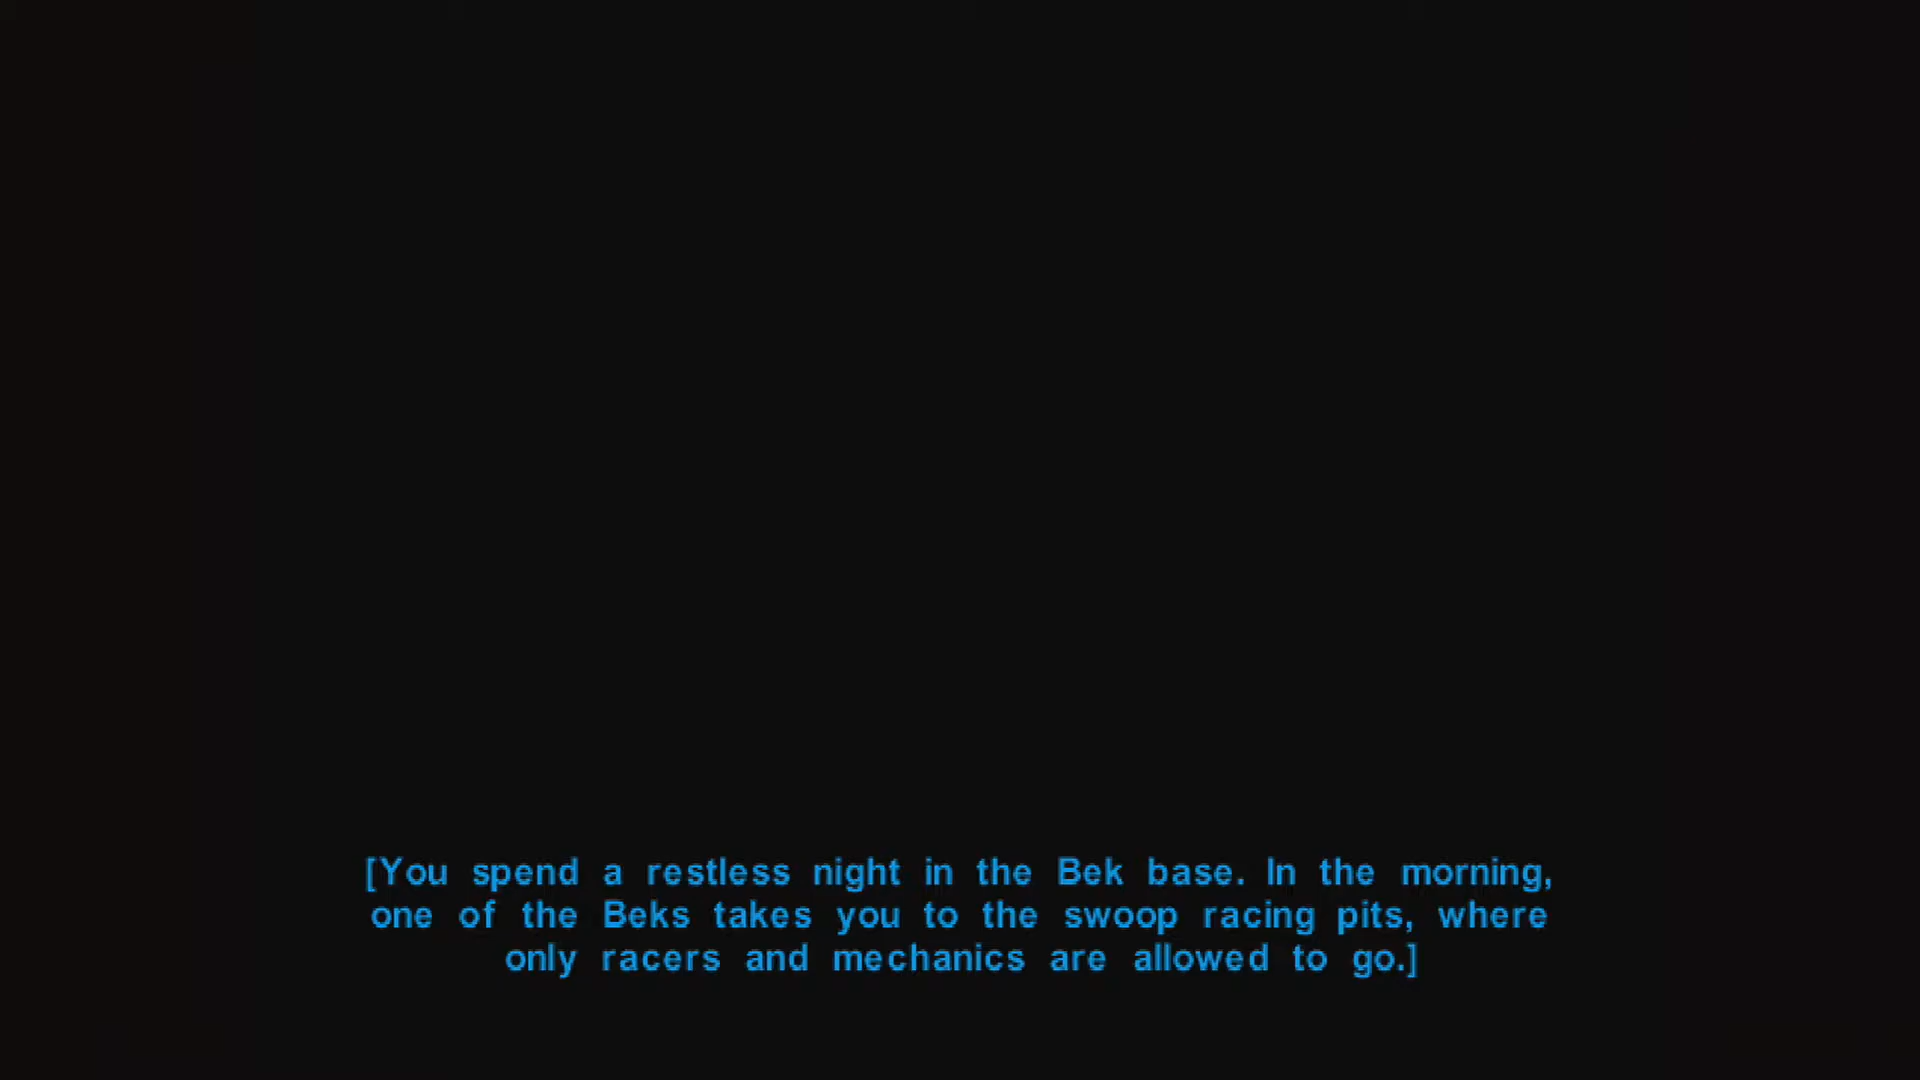 [You spend a restless night in the Bek base. In the morning,
one of the Beks takes you to the swoop racing pits, where
only racers and mechanics are allowed to go.]